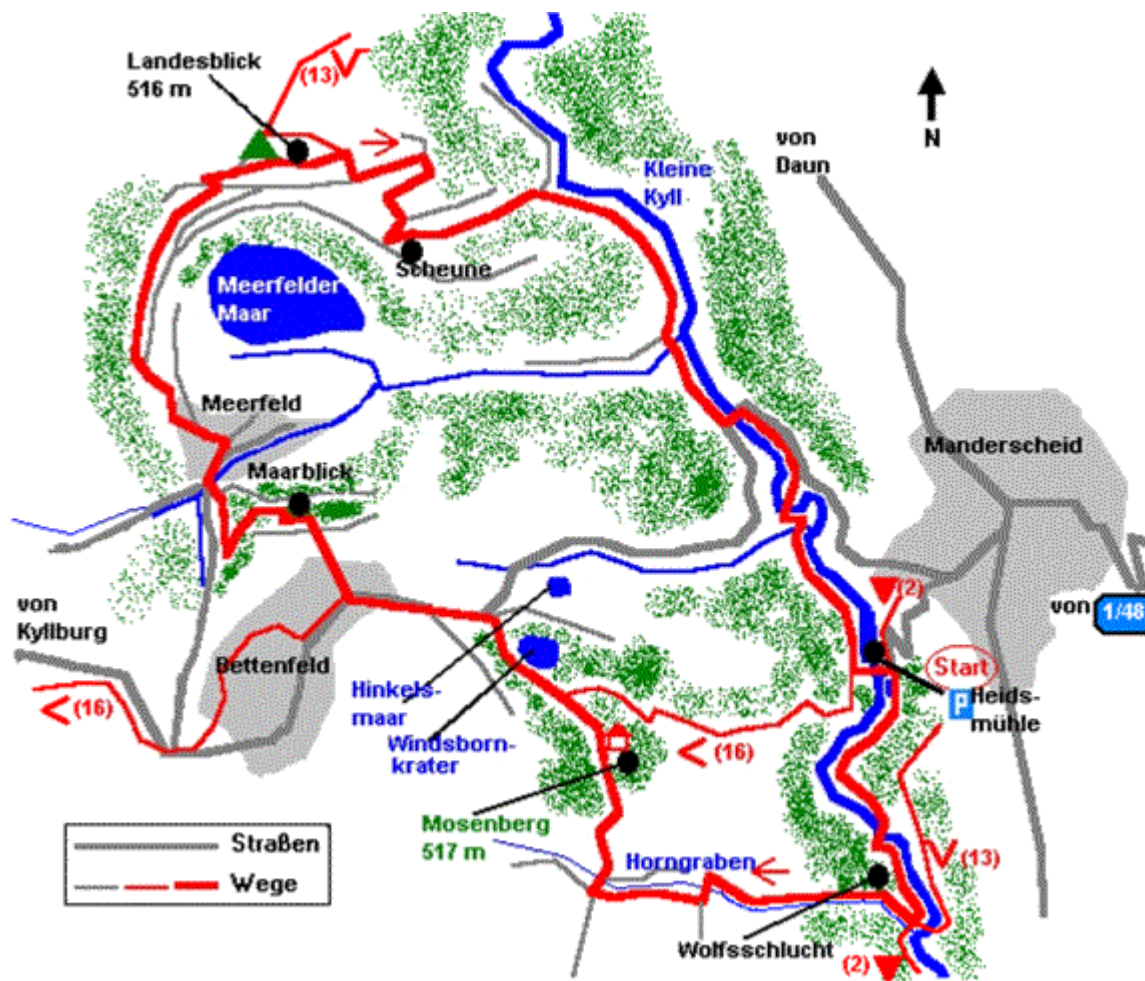 Landesblick
516 m
(13)
von
Daun
N
Kleine
Kyll
Scheune
Meerfelder
Maar
Meerfeld
Maarblick
Manderscheid
von
Kyllburg
(2)
von
1/48
Start
P
Heids-
mühle
Bettenfeld
(16)
Hinkels-
maar
Windsborn-
krater
(16)
Mosenberg
517 m
Horngraben
(13)
Straßen
Wege
Wolfsschlucht
(2)